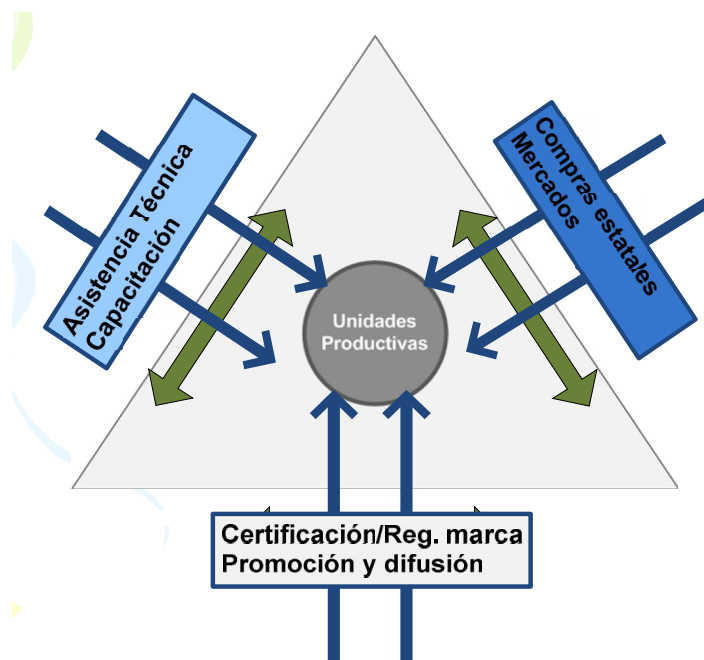 Asistencia Técnica
Capacitación
Compras estatales
Mercados
Unidades
Productivas
Certificación/Reg. marca
Promoción y difusión